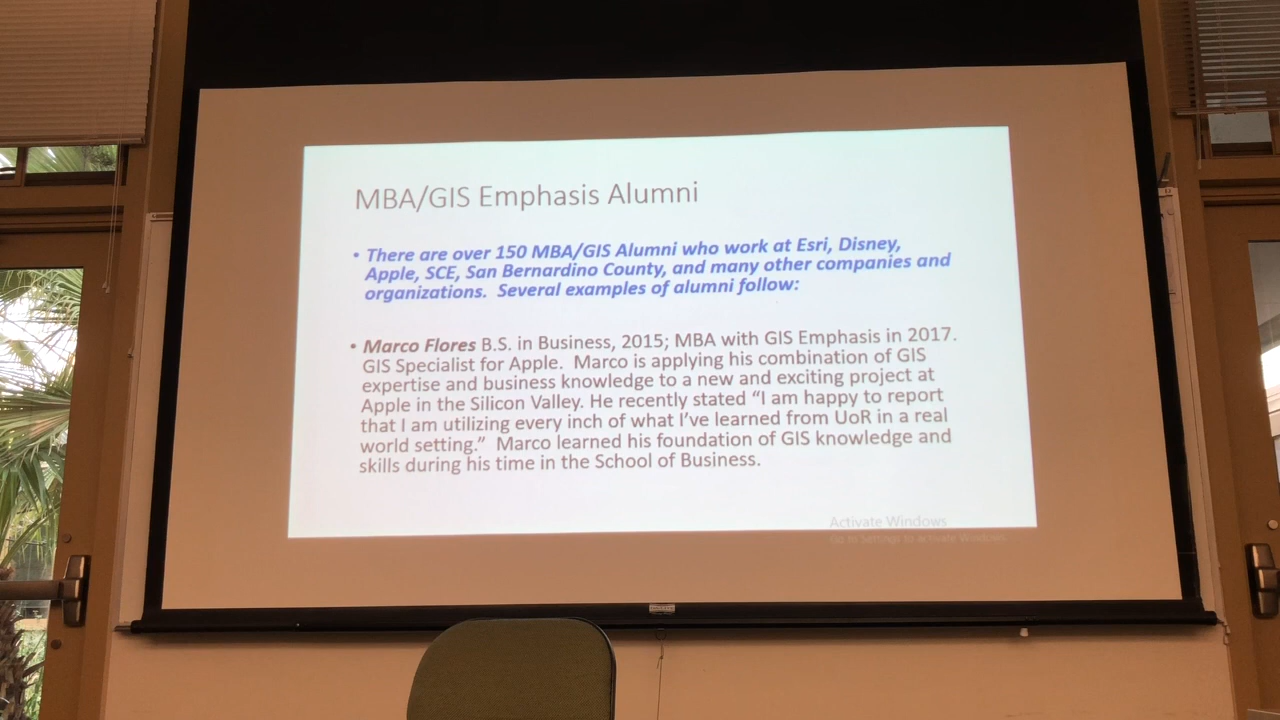 MBA/GIS Emphasis Alumni
• There are over 150 MBA/GIS Alumni who work at Esri, Disney,
Apple, SCE, San Bernardino County, and many other companies and
organizations. Several examples of alumni follow:
• Marco Flores B.S. in Business, 2015; MBA with GIS Emphasis in 2017.
GIS Specialist for Apple. Marco is applying his combination of GIS
expertise and business knowledge to a new and exciting project at
Apple in the Silicon Valley. He recently stated “I am happy to report
that I am utilizing every inch of what I’ve learned from UoR in a real
world setting.” Marco learned his foundation of GIS knowledge and
skills during his time in the School of Business.
Activate Windows
Go to Settings to activate Windows.